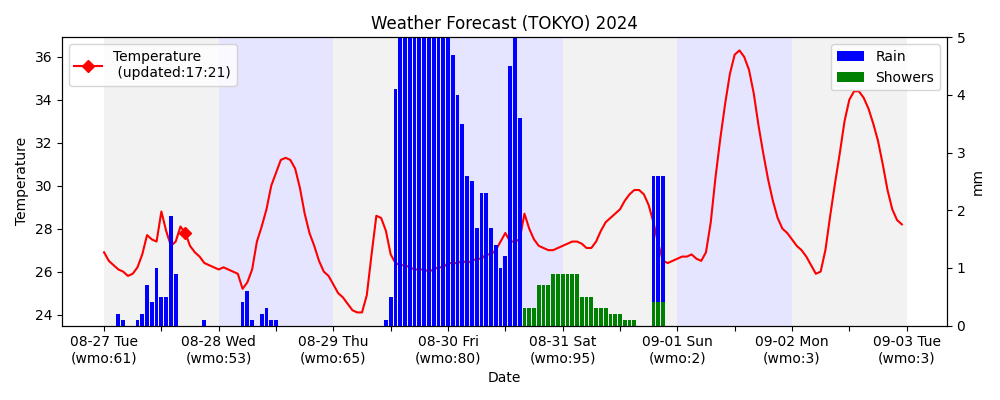 Weather Forecast (TOKYO) 2024
Temperature
(updated:17:21)
Rain
Showers
36
34
32
30
28
26
24
Temperature
5
4
3
2
1
0
mm
08-27 Tue
(wmo:61)
08-28 Wed
(wmo:53)
08-29 Thu
(wmo:65)
08-30 Fri
(wmo:80)
08-31 Sat
(wmo:95)
09-01 Sun
(wmo:2)
09-02 Mon
(wmo:3)
09-03 Tue
(wmo:3)
Date